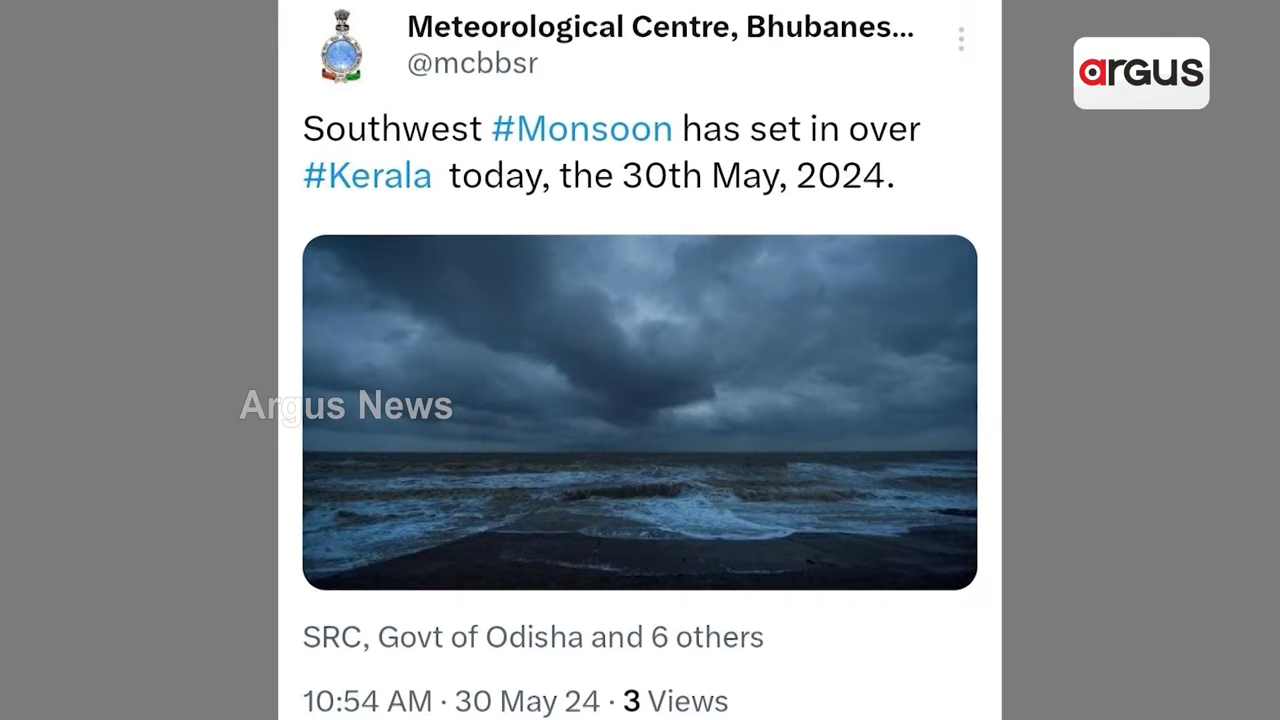 Meteorological Centre, Bhubanes...
@mcbbsr
argus
Southwest #Monsoon has set in over
#Kerala today, the 30th May, 2024.
Argus News
SRC, Govt of Odisha and 6 others
10:54 AM · 30 May 24 · 3 Views